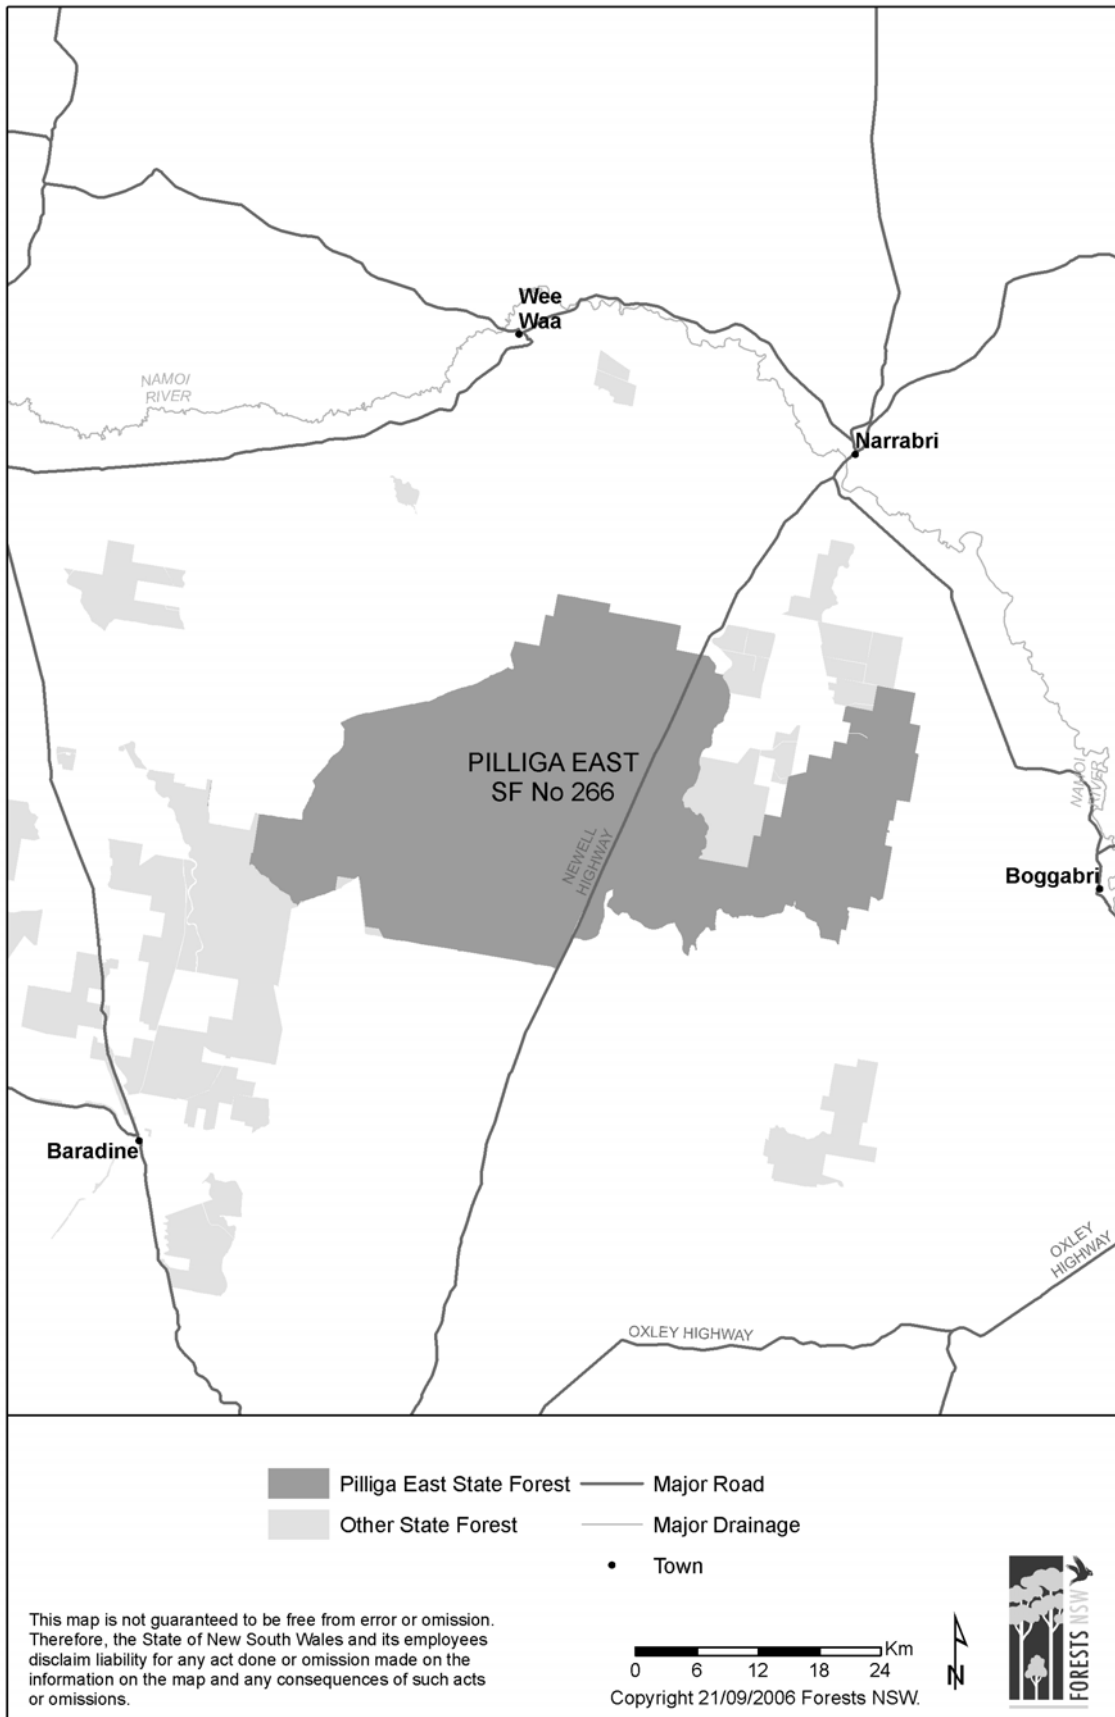 Wee
Waa
NAMOI
RIVER
Narrabri
PILLIGA EAST
SF No 266
NEWELL
HIGHWAY
NAMOI
RIVER
Boggabri
Baradine
OXLEY
HIGHWAY
OXLEY HIGHWAY
Pilliga East State Forest
Major Road
Other State Forest
Major Drainage
Town
This map is not guaranteed to be free from error or omission.
Therefore, the State of New South Wales and its employees
disclaim liability for any act done or omission made on the
information on the map and any consequences of such acts
or omissions.
Km
0 6 12 18 24
Copyright 21/09/2006 Forests NSW.
N
FORESTS NSW